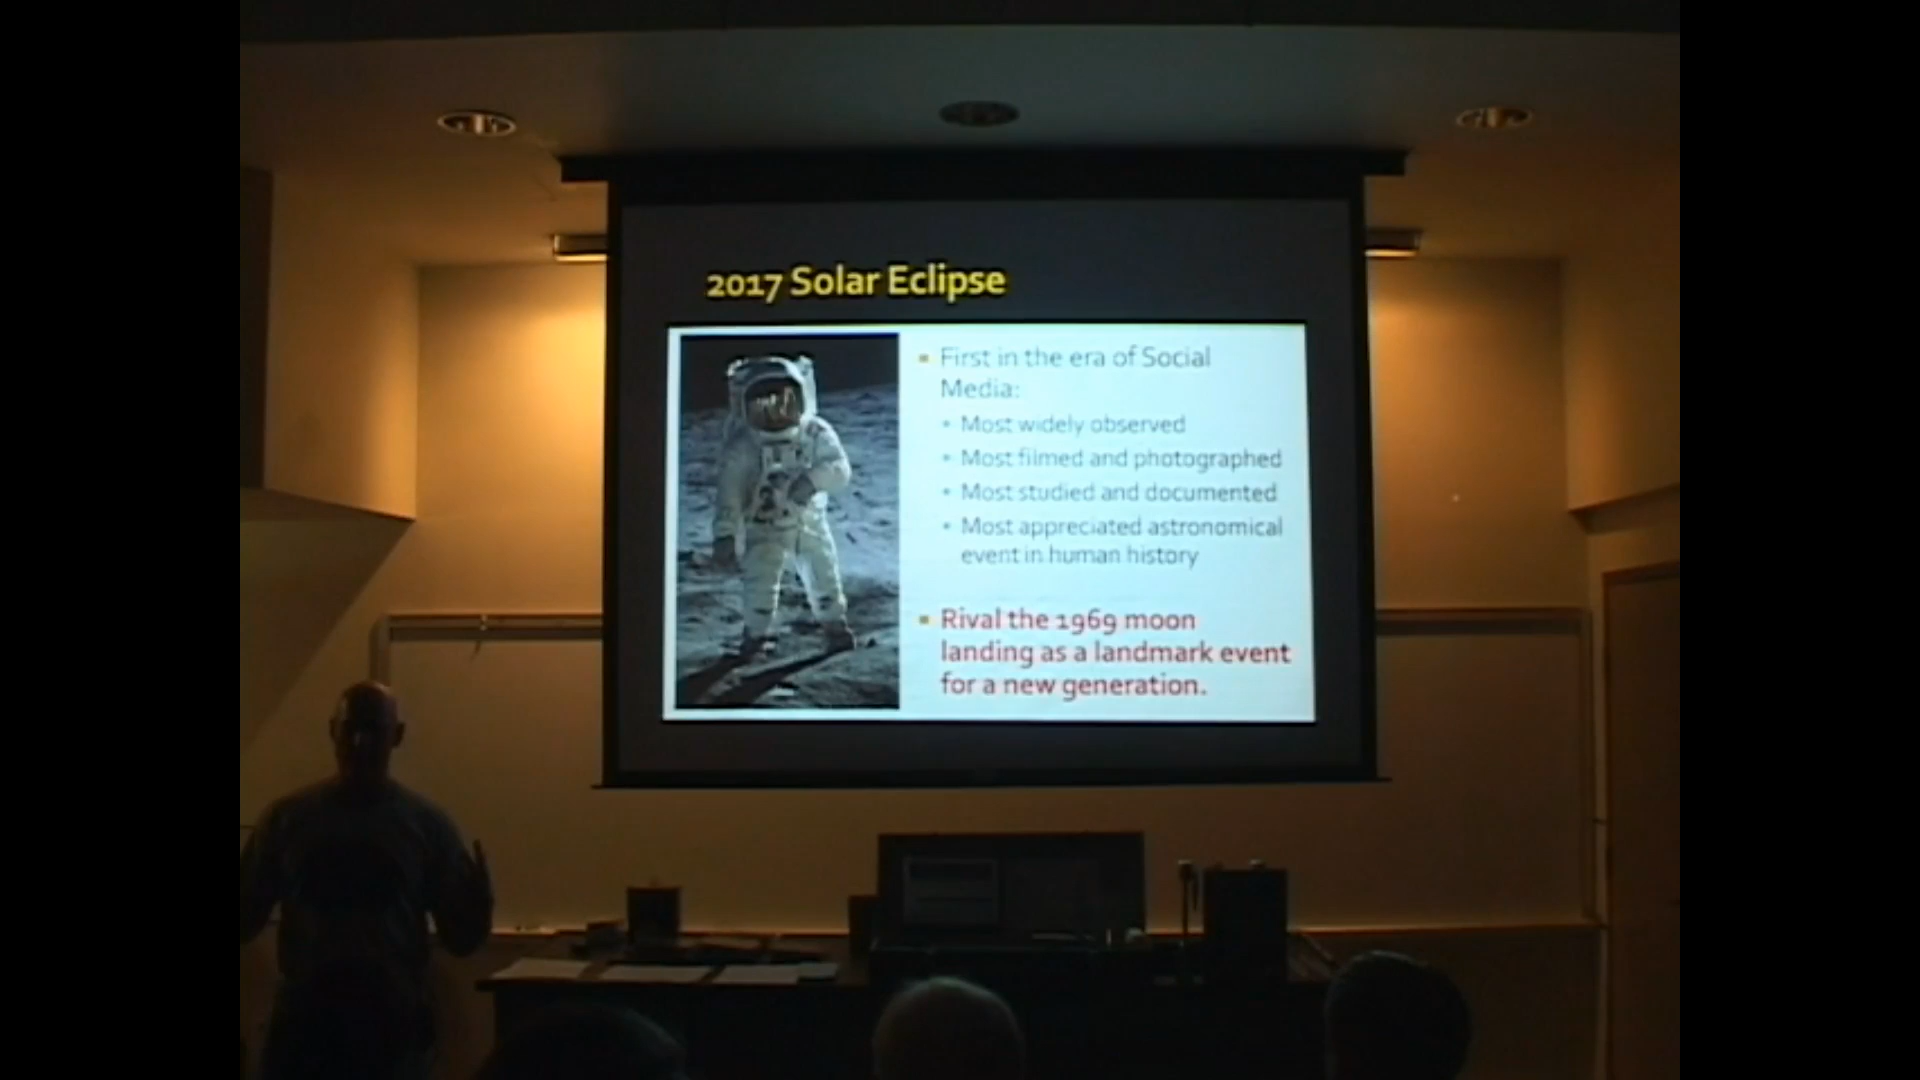 2017 Solar Eclipse
First in the era of Social
Media:
Most widely observed
Most filmed and photographed
Most studied and documented
Most appreciated astronomical
event in human history
Rival the 1969 moon
landing as a landmark event
for a new generation.